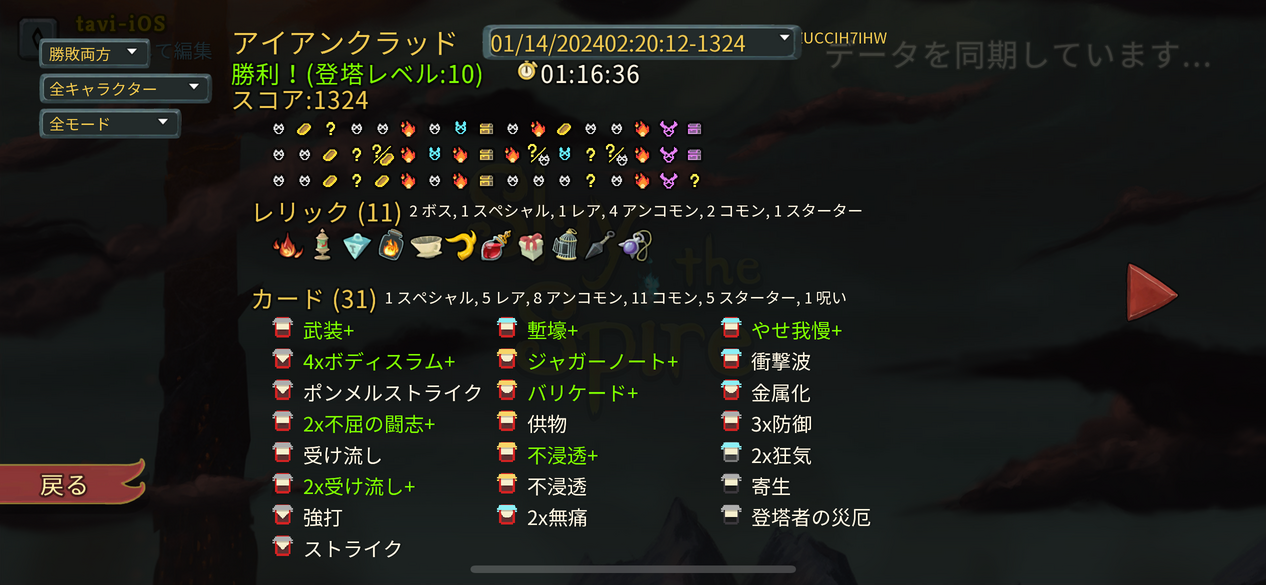 tavi-iOS
勝敗両方
て編集
アイアンクラッド
01/14/202402:20:12-1324
UCCIH7IHW
データを同期しています...
勝利！(登塔レベル:10)
01:16:36
全キャラクター
スコア:1324
全モード
レリック (11) 2 ボス, 1 スペシャル, 1 レア, 4 アンコモン, 2 コモン, 1 スターター
カード (31) 1 スペシャル, 5 レア, 8 アンコモン, 11 コモン, 5 スターター, 1 呪い
武装+ 塹壕+ やせ我慢+
4xボディスラム+ ジャガーノート+ 衝撃波
ポンメルストライク バリケード+ 金属化
2x不屈の闘志+ 供物 3x防御
受け流し 不浸透+ 2x狂気
2x受け流し+ 不浸透 寄生
強打 2x無痛 登塔者の災厄
ストライク
戻る
Slay
the
Spire